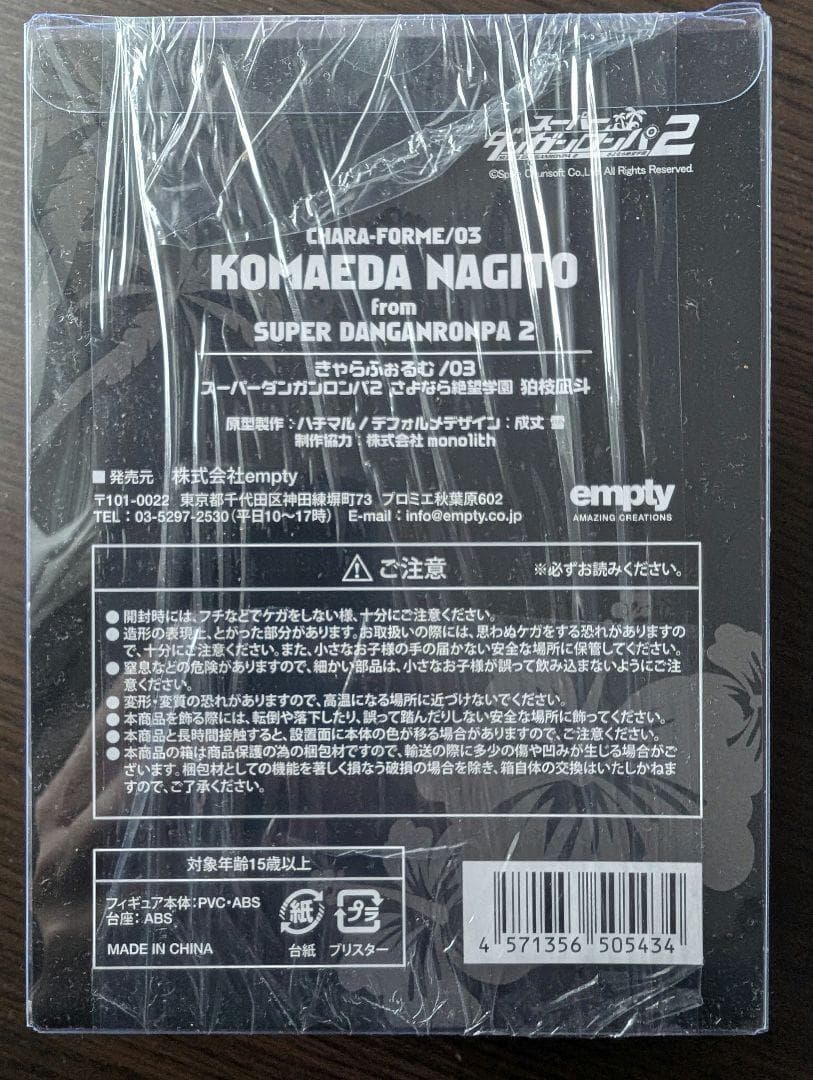 スーパー
ダンガンロンパ2
さよなら絶望学園
©Spike Chunsoft Co.,Ltd. All Rights Reserved.
CHARA-FORME/03
KOMAEDA NAGITO
from
SUPER DANGANRONPA 2
きゃらふぉるむ/03
スーパーダンガンロンパ2 さよなら絶望学園 狛枝凪斗
原型製作：ハチマル / デフォルメデザイン：成丈 雪
制作協力：株式会社 monolith
■ 発売元 株式会社empty
〒101-0022 東京都千代田区神田練塀町73 プロミエ秋葉原602
TEL：03-5297-2530（平日10～17時） E-mail：info@empty.co.jp
empty
AMAZING CREATIONS
ご注意 ※必ずお読みください。
●開封時には、フチなどでケガをしない様、十分にご注意ください。
●造形の表現上、とがった部分があります。お取扱いの際には、思わぬケガをする恐れがありますの
で、十分にご注意ください。また、小さなお子様の手の届かない安全な場所に保管してください。
●窒息などの危険がありますので、細かい部品は、小さなお子様が誤って飲み込まないようにご注
意ください。
●変形・変質の恐れがありますので、高温になる場所に近づけないでください。
●本商品を飾る際には、転倒や落下したり、誤って踏んだりしない安全な場所に飾ってください。
●本商品と長時間接触すると、設置面に本体の色が移る場合がありますので、ご注意ください。
●本商品の箱は商品保護の為の梱包材ですので、輸送の際に多少の傷や凹みが生じる場合がご
ざいます。梱包材としての機能を著しく損なう破損の場合を除き、箱自体の交換はいたしかねま
すので、ご了承ください。
対象年齢15歳以上
フィギュア本体：PVC・ABS
台座：ABS
MADE IN CHINA
紙
台紙
プラ
ブリスター
4 571356 505434